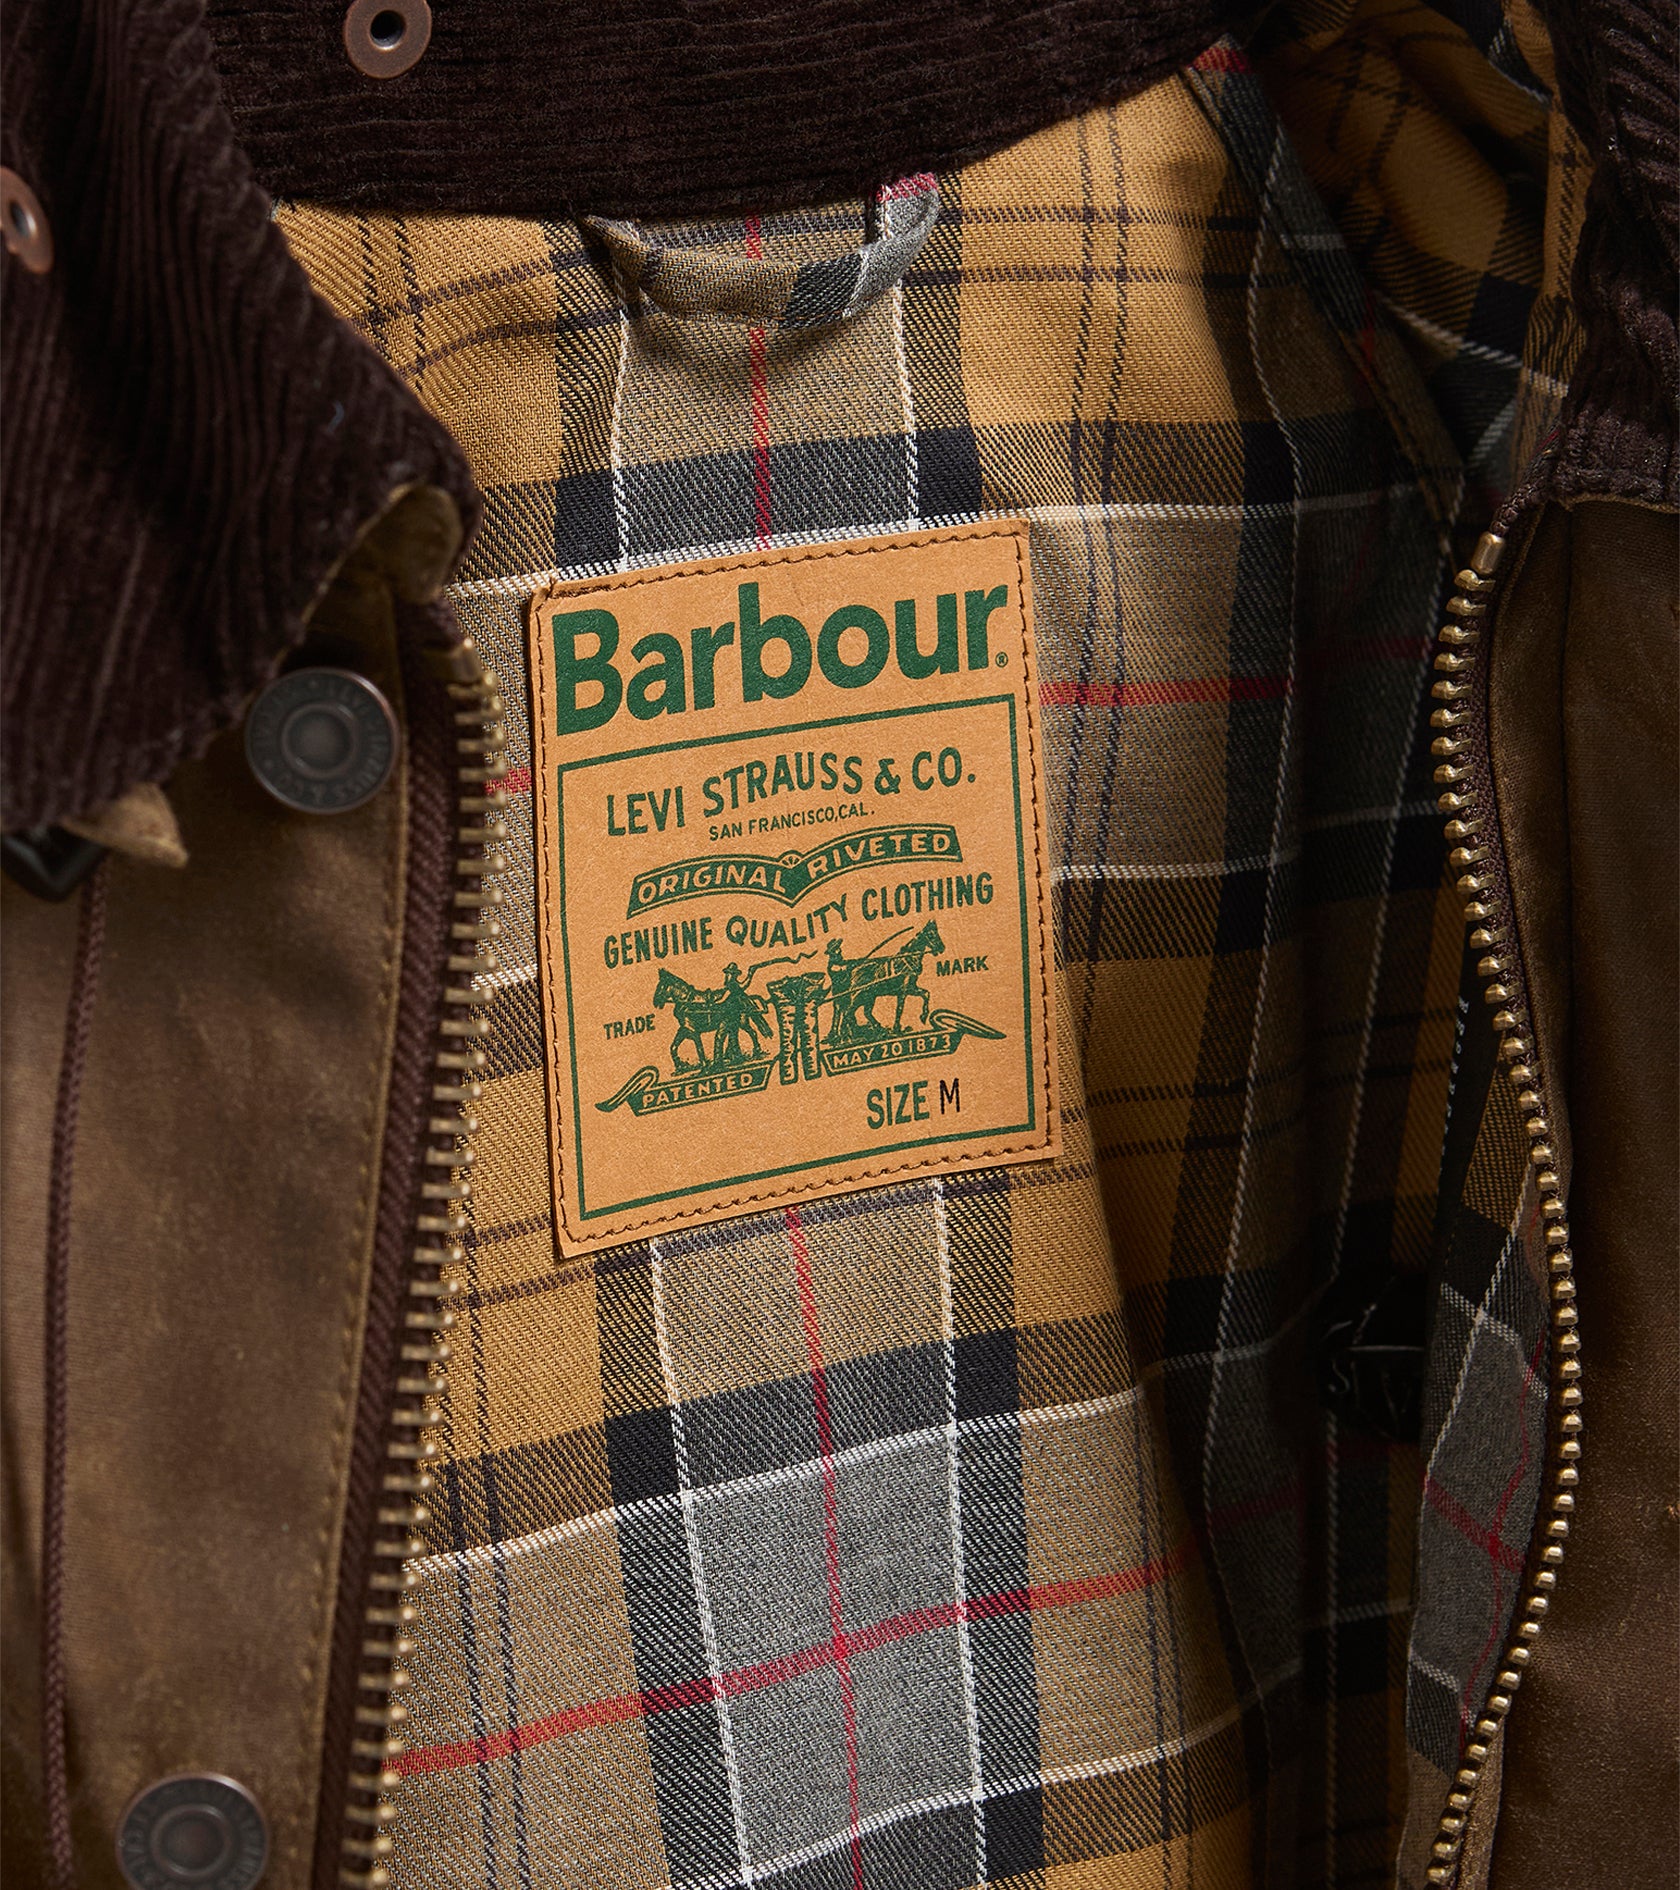 Barbour®
LEVI STRAUSS & CO.
SAN FRANCISCO, CAL.
ORIGINAL RIVETED
GENUINE QUALITY CLOTHING
TRADE MARK
PATENTED MAY 20 1873
SIZE M